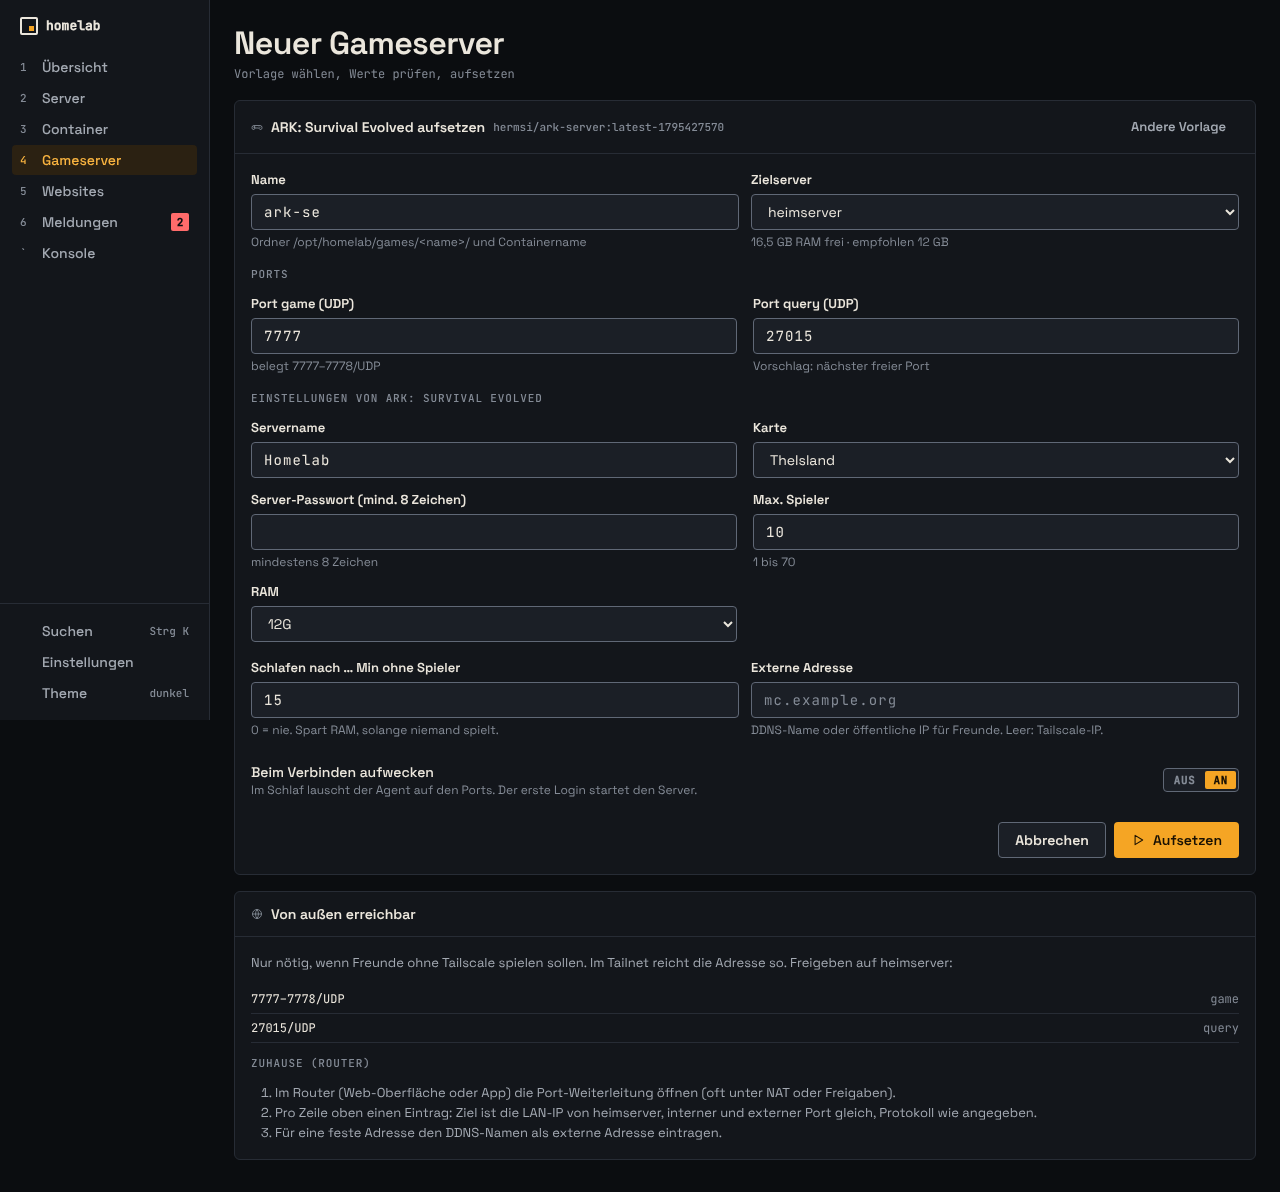 homelab
1 Übersicht
2 Server
3 Container
4 Gameserver
5 Websites
6 Meldungen 2
` Konsole
Suchen Strg K
Einstellungen
Theme dunkel
Neuer Gameserver
Vorlage wählen, Werte prüfen, aufsetzen
ARK: Survival Evolved aufsetzen hermsi/ark-server:latest-1795427570 Andere Vorlage
Name Zielserver
ark-se heimserver
Ordner /opt/homelab/games/<name>/ und Containername 16,5 GB RAM frei · empfohlen 12 GB
PORTS
Port game (UDP) Port query (UDP)
7777 27015
belegt 7777–7778/UDP Vorschlag: nächster freier Port
EINSTELLUNGEN VON ARK: SURVIVAL EVOLVED
Servername Karte
Homelab TheIsland
Server-Passwort (mind. 8 Zeichen) Max. Spieler
10
mindestens 8 Zeichen 1 bis 70
RAM
12G
Schlafen nach … Min ohne Spieler Externe Adresse
15 mc.example.org
0 = nie. Spart RAM, solange niemand spielt. DDNS-Name oder öffentliche IP für Freunde. Leer: Tailscale-IP.
Beim Verbinden aufwecken
Im Schlaf lauscht der Agent auf den Ports. Der erste Login startet den Server. AUS AN
Abbrechen Aufsetzen
Von außen erreichbar
Nur nötig, wenn Freunde ohne Tailscale spielen sollen. Im Tailnet reicht die Adresse so. Freigeben auf heimserver:
7777–7778/UDP game
27015/UDP query
ZUHAUSE (ROUTER)
1. Im Router (Web-Oberfläche oder App) die Port-Weiterleitung öffnen (oft unter NAT oder Freigaben).
2. Pro Zeile oben einen Eintrag: Ziel ist die LAN-IP von heimserver, interner und externer Port gleich, Protokoll wie angegeben.
3. Für eine feste Adresse den DDNS-Namen als externe Adresse eintragen.